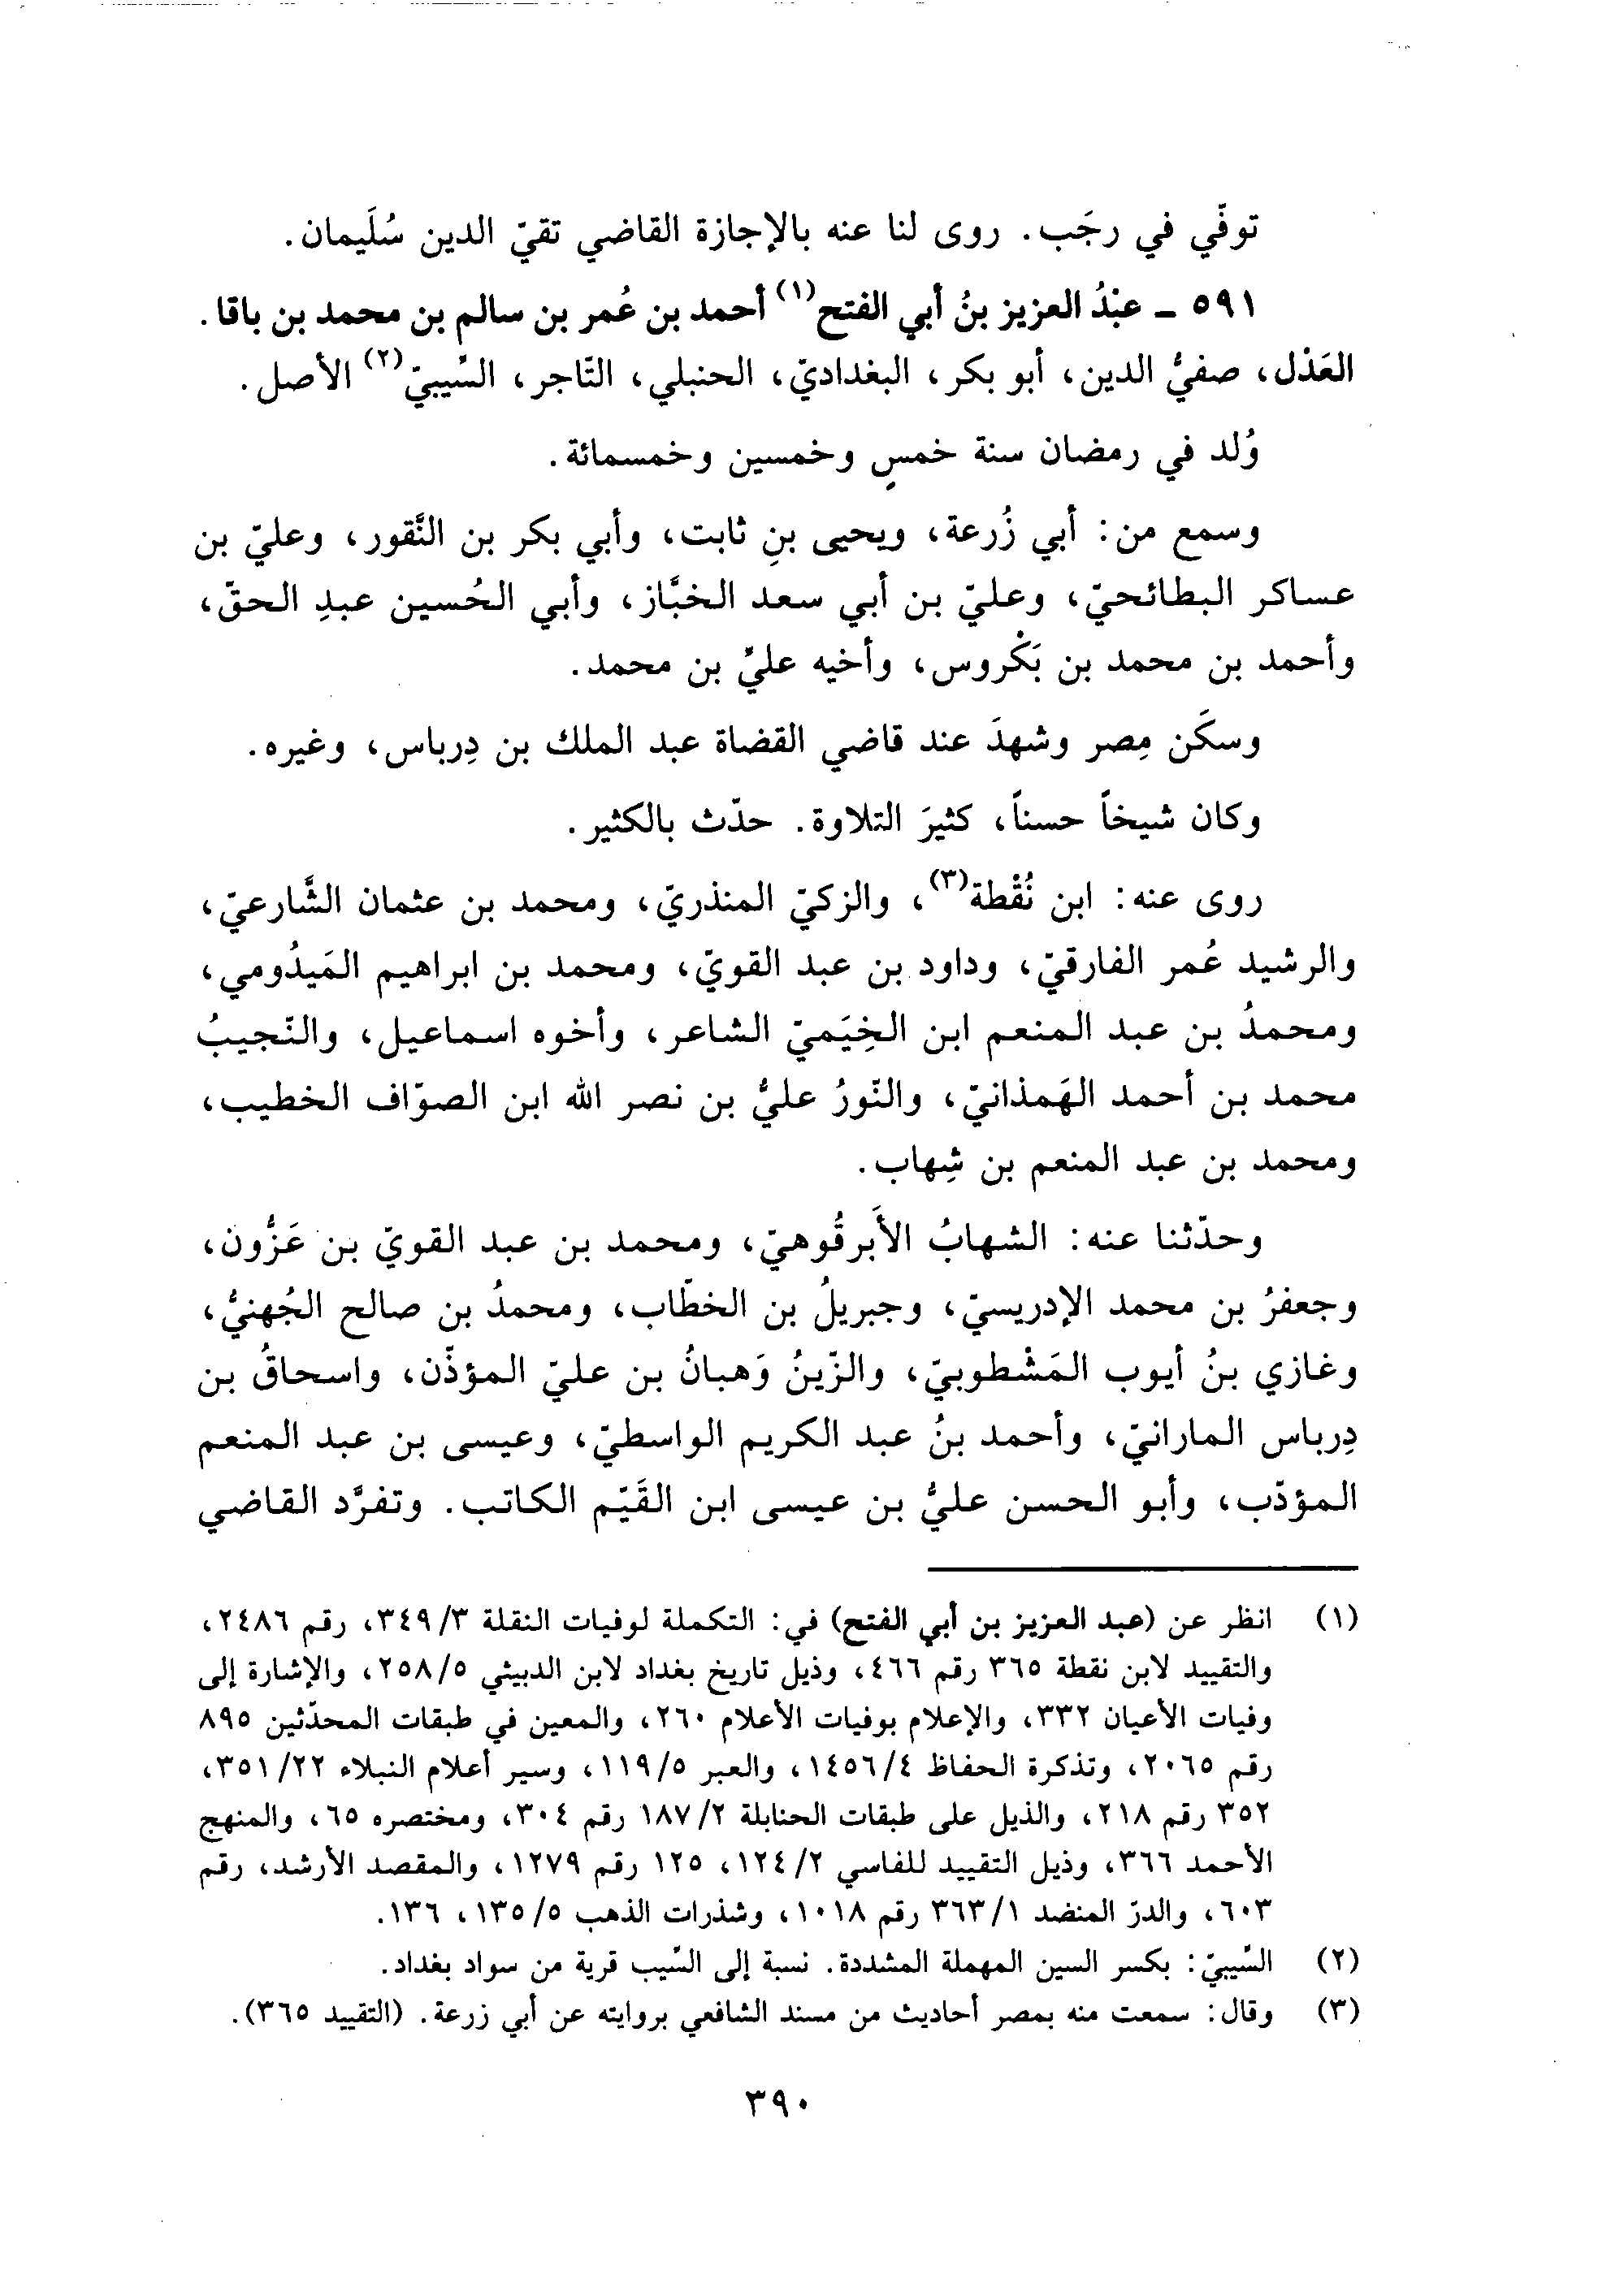 توفّي في رجَب. روى لنا عنه بالإجازة القاضي تقيّ الدين سُلَيمان.
٥٩١ ـ عبْدُ العزيز بنُ أبي الفتح(١) أحمد بن عُمر بن سالم بن محمد بن باقا.
العَدْل، صفيُّ الدين، أبو بكر، البغداديّ، الحنبلي، التّاجر، السِّيبيّ(٢) الأصل.
وُلد في رمضان سنة خمسٍ وخمسين وخمسمائة.
وسمع من: أبي زُرعة، ويحيى بنِ ثابت، وأبي بكر بن النَّقور، وعليّ بن
عساكر البطائحيّ، وعليّ بن أبي سعد الخبَّاز، وأبي الحُسين عبدِ الحقّ،
وأحمد بن محمد بن بَكْروس، وأخيه عليِّ بن محمد.
وسكَن مِصر وشهدَ عند قاضي القضاة عبد الملك بن دِرباس، وغيره.
وكان شيخاً حسناً، كثيرَ التلاوة. حدّث بالكثير.
روى عنه: ابن نُقْطة(٣)، والزكيّ المنذريّ، ومحمد بن عثمان الشَّارعيّ،
والرشيد عُمر الفارقيّ، وداود بن عبد القويّ، ومحمد بن ابراهيم المَيدُومي،
ومحمدُ بن عبد المنعم ابن الخِيَميّ الشاعر، وأخوه اسماعيل، والنّجيبُ
محمد بن أحمد الهَمذانيّ، والنّورُ عليُّ بن نصر الله ابن الصوّاف الخطيب،
ومحمد بن عبد المنعم بن شِهاب.
وحدّثنا عنه: الشهابُ الأَبرقُوهيّ، ومحمد بن عبد القويّ بن عَزُّون،
وجعفرُ بن محمد الإدريسيّ، وجبريلُ بن الخطّاب، ومحمدُ بن صالح الجُهنيُّ،
وغازي بنُ أيوب المَشْطوبيّ، والزّينُ وَهبانُ بن عليّ المؤذّن، واسحاقُ بن
دِرباس المارانيّ، وأحمد بنُ عبد الكريم الواسطيّ، وعيسى بن عبد المنعم
المؤدّب، وأبو الحسن عليُّ بن عيسى ابن القَيّم الكاتب. وتفرَّد القاضي
(١) انظر عن (عبد العزيز بن أبي الفتح) في: التكملة لوفيات النقلة ٣/ ٣٤٩، رقم ٢٤٨٦،
والتقييد لابن نقطة ٣٦٥ رقم ٤٦٦، وذيل تاريخ بغداد لابن الدبيثي ٥/ ٢٥٨، والإشارة إلى
وفيات الأعيان ٣٣٢، والإعلام بوفيات الأعلام ٢٦٠، والمعين في طبقات المحدّثين ٨٩٥
رقم ٢٠٦٥، وتذكرة الحفاظ ٤/ ١٤٥٦، والعبر ٥/ ١١٩، وسير أعلام النبلاء ٢٢/ ٣٥١،
٣٥٢ رقم ٢١٨، والذيل على طبقات الحنابلة ٢/ ١٨٧ رقم ٣٠٤، ومختصره ٦٥، والمنهج
الأحمد ٣٦٦، وذيل التقييد للفاسي ٢/ ١٢٤، ١٢٥ رقم ١٢٧٩، والمقصد الأرشد، رقم
٦٠٣، والدرّ المنضد ١/ ٣٦٣ رقم ١٠١٨، وشذرات الذهب ٥/ ١٣٥، ١٣٦.
(٢) السِّيبيّ: بكسر السين المهملة المشددة. نسبة إلى السِّيب قرية من سواد بغداد.
(٣) وقال: سمعت منه بمصر أحاديث من مسند الشافعي بروايته عن أبي زرعة. (التقييد ٣٦٥).
٣٩٠